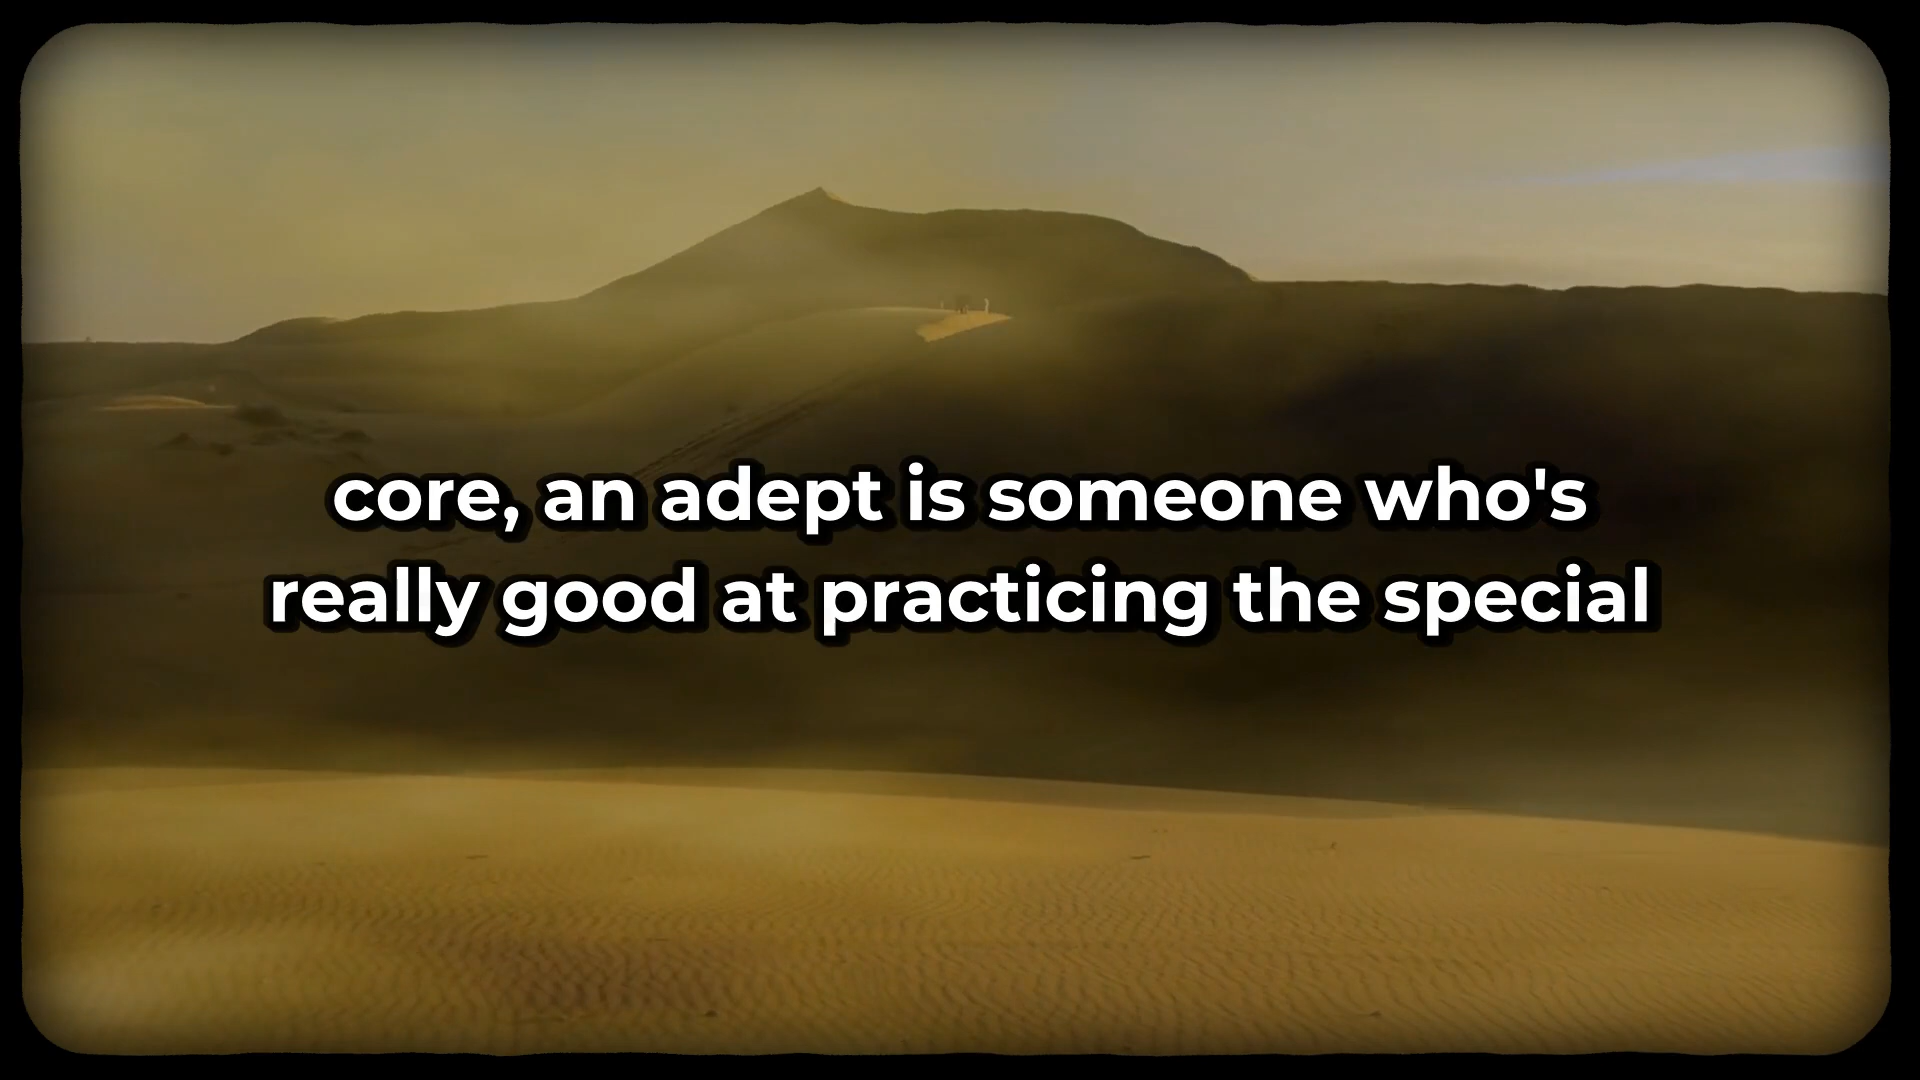 core, an adept is someone who's
really good at practicing the special